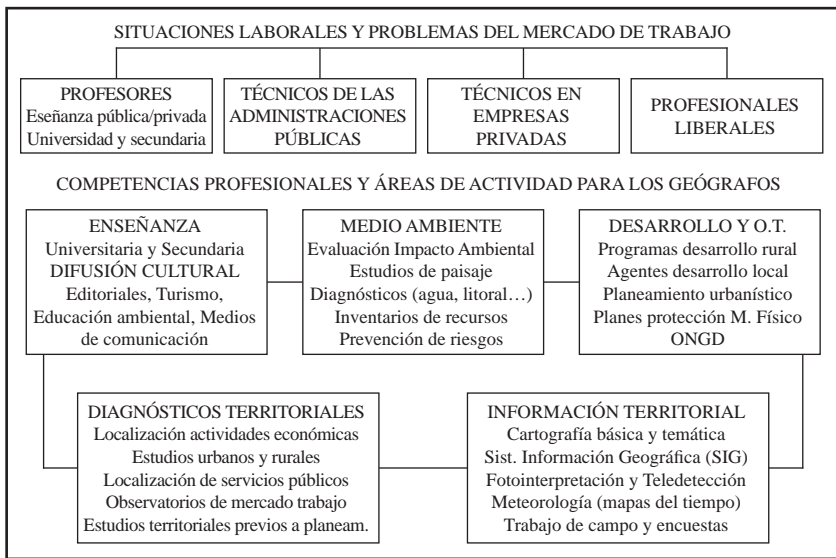 SITUACIONES LABORALES Y PROBLEMAS DEL MERCADO DE TRABAJO
PROFESORES
Eseñanza pública/privada
Universidad y secundaria
TÉCNICOS DE LAS
ADMINISTRACIONES
PÚBLICAS
TÉCNICOS EN
EMPRESAS
PRIVADAS
PROFESIONALES
LIBERALES
COMPETENCIAS PROFESIONALES Y ÁREAS DE ACTIVIDAD PARA LOS GEÓGRAFOS
ENSEÑANZA
Universitaria y Secundaria
DIFUSIÓN CULTURAL
Editoriales, Turismo,
Educación ambiental, Medios
de comunicación
MEDIO AMBIENTE
Evaluación Impacto Ambiental
Estudios de paisaje
Diagnósticos (agua, litoral…)
Inventarios de recursos
Prevención de riesgos
DESARROLLO Y O.T.
Programas desarrollo rural
Agentes desarrollo local
Planeamiento urbanístico
Planes protección M. Físico
ONGD
DIAGNÓSTICOS TERRITORIALES
Localización actividades económicas
Estudios urbanos y rurales
Localización de servicios públicos
Observatorios de mercado trabajo
Estudios territoriales previos a planeam.
INFORMACIÓN TERRITORIAL
Cartografía básica y temática
Sist. Información Geográfica (SIG)
Fotointerpretación y Teledetección
Meteorología (mapas del tiempo)
Trabajo de campo y encuestas